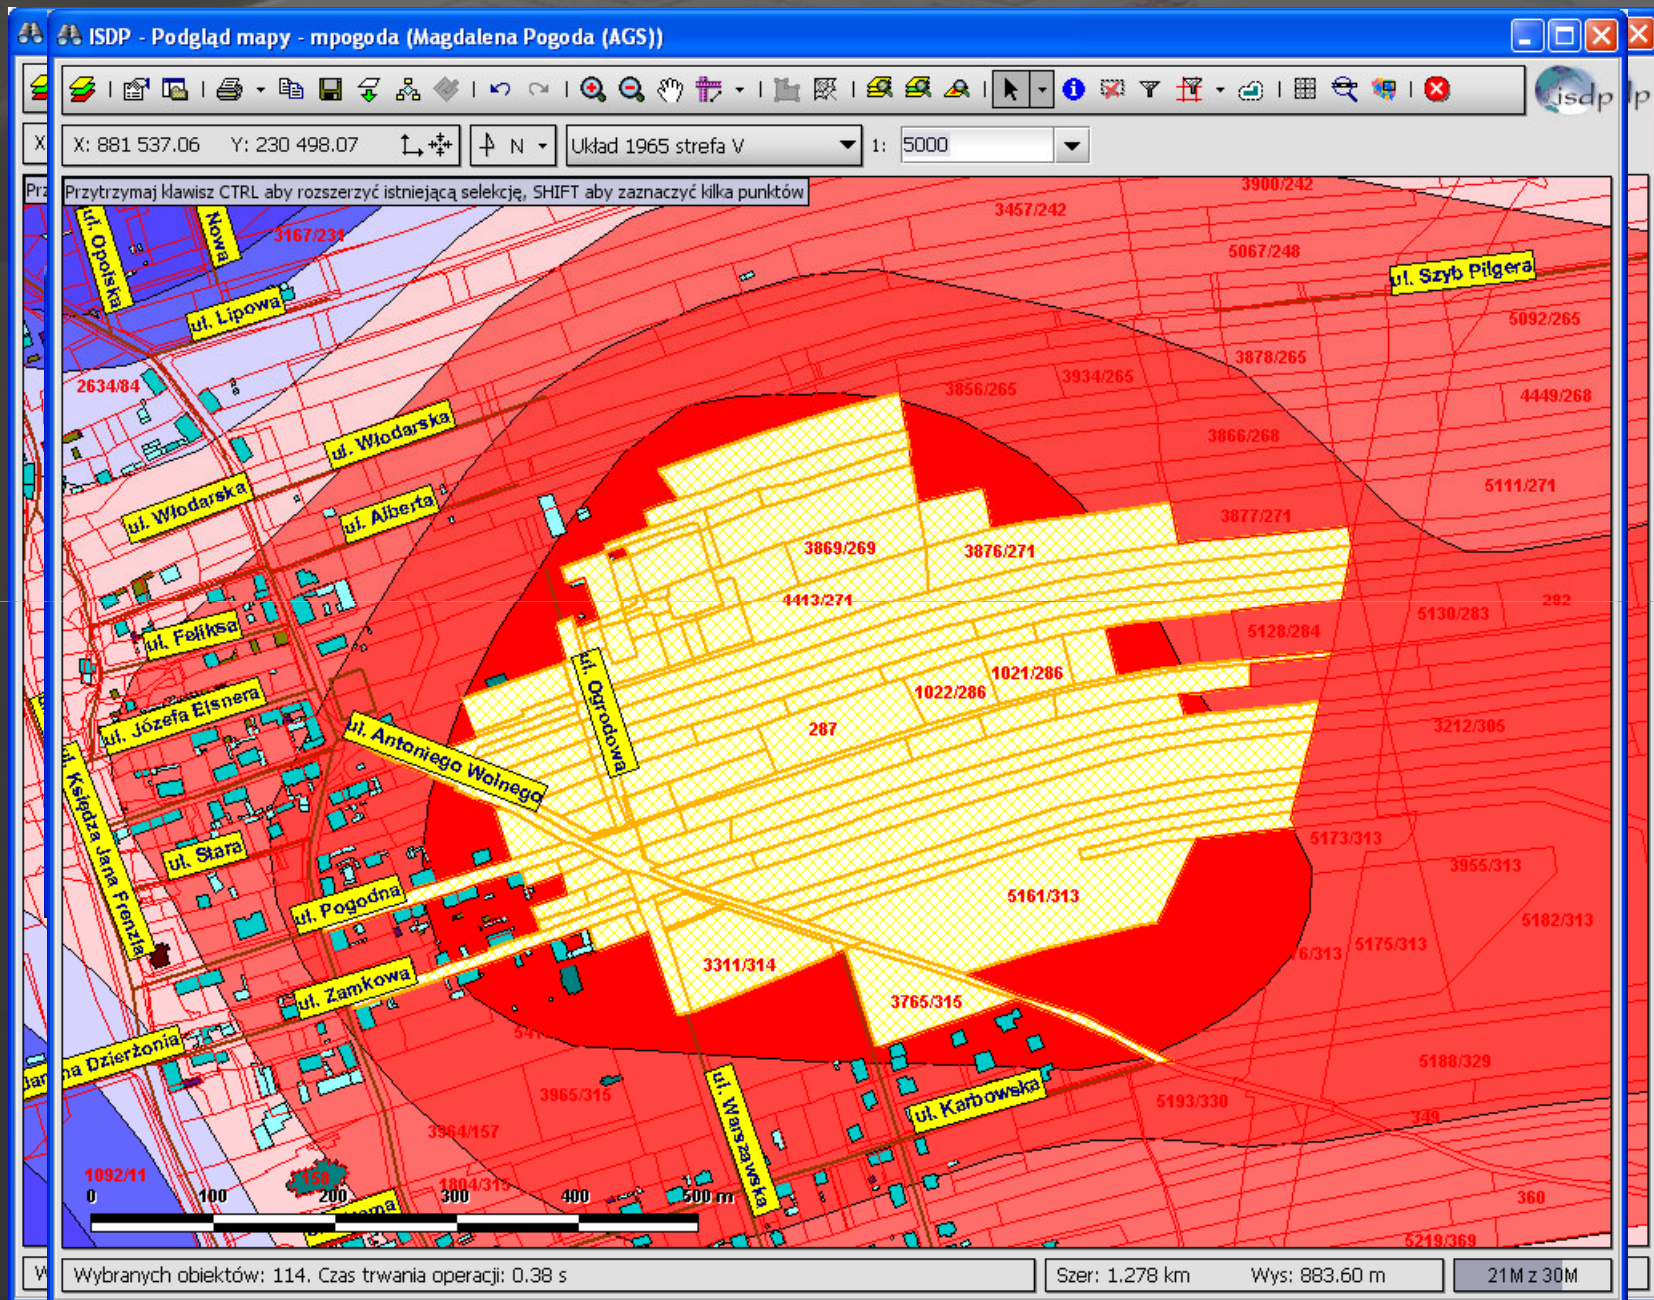 ISDP - Podgląd mapy - mpogoda (Magdalena Pogoda (AGS))
isdp
X: 881 537.06 Y: 230 498.07
N
Układ 1965 strefa V
1: 5000
Przytrzymaj klawisz CTRL aby rozszerzyć istniejącą selekcję, SHIFT aby zaznaczyć kilka punktów
3900/242
3457/242
ul. Opolska
Nowa
3167/231
5067/248
ul. Szyb Pilgera
ul. Lipowa
5092/265
3878/265
2634/84
3856/265
3934/265
4449/268
ul. Włodarska
3866/268
ul. Włodarska
5111/271
ul. Alberta
3877/271
3869/269
3876/271
4413/271
282
5130/283
ul. Feliksa
5128/284
1021/286
1022/286
ul. Józefa Elsnera
ul. Ogrodowa
287
3212/305
ul. Antoniego Wolnego
ul. Księdza Jana Frenzla
ul. Stara
5173/313
3955/313
ul. Pogodna
5161/313
5182/313
5175/313
6/313
3311/314
ul. Zamkowa
3765/315
na Dzierżonia
5188/329
3965/315
ul. Warszawska
ul. Karbowska
5193/330
349
3364/157
1092/11
158
1804/315
360
0 100 200 300 400 500 m
5219/369
Wybranych obiektów: 114. Czas trwania operacji: 0.38 s
Szer: 1.278 km Wys: 883.60 m
21M z 30M